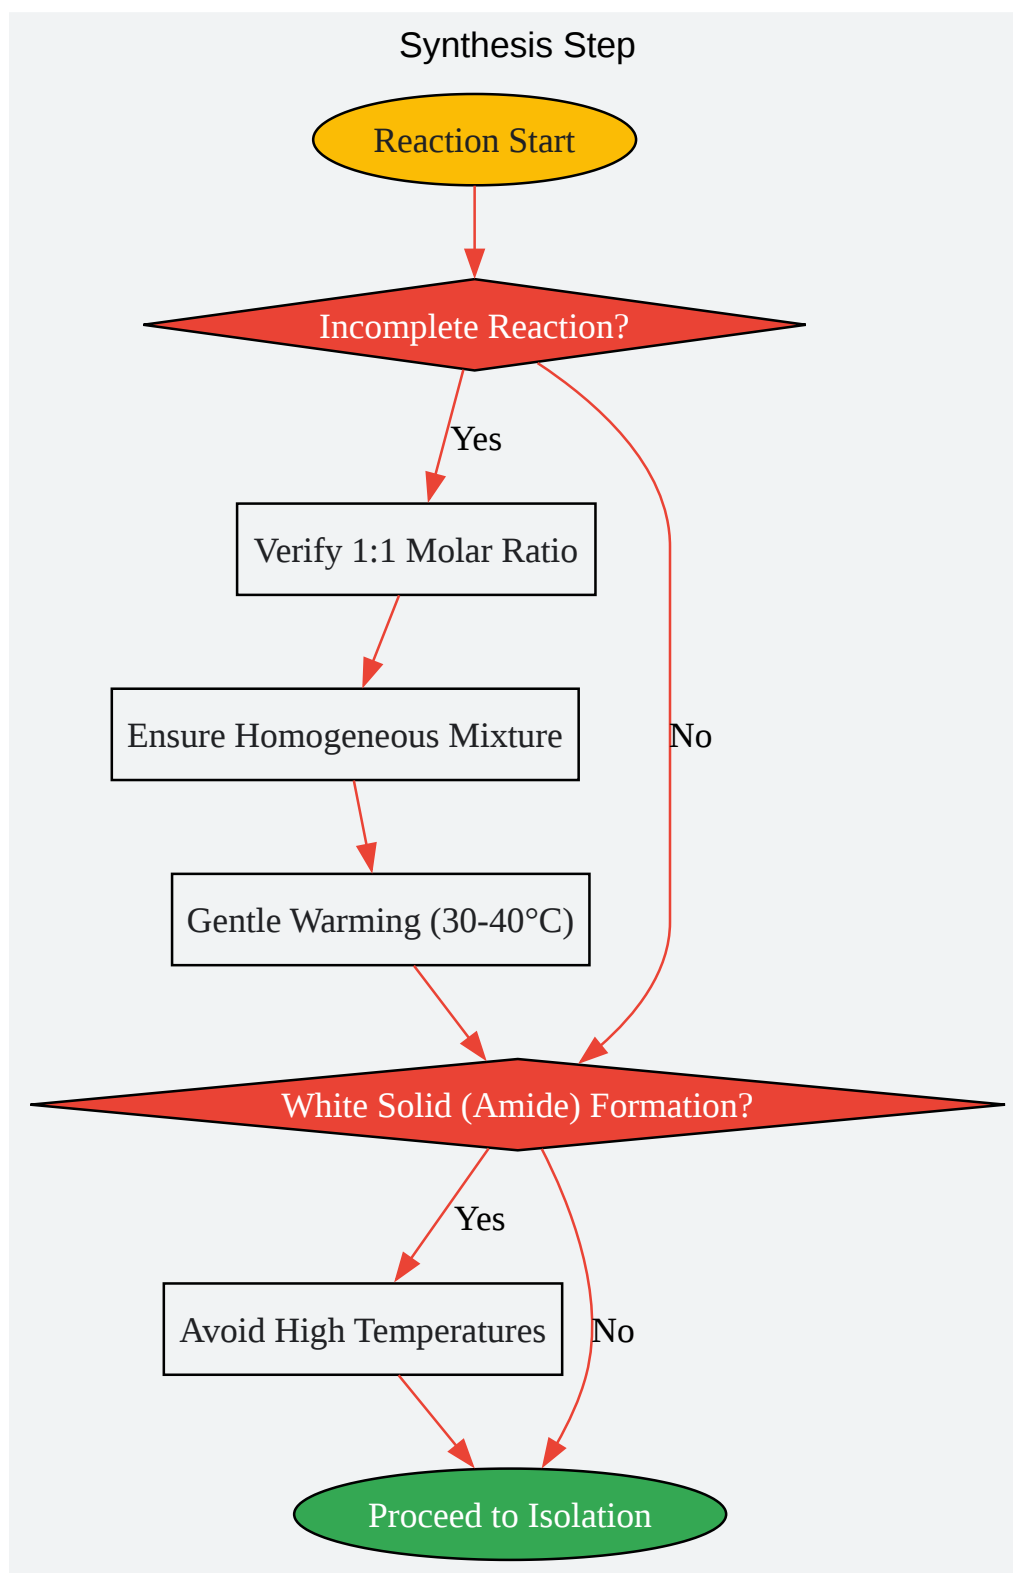 Synthesis Step
Reaction Start
Incomplete Reaction?
Yes
Verify 1:1 Molar Ratio
Ensure Homogeneous Mixture
No
Gentle Warming (30-40°C)
White Solid (Amide) Formation?
Yes
Avoid High Temperatures
No
Proceed to Isolation